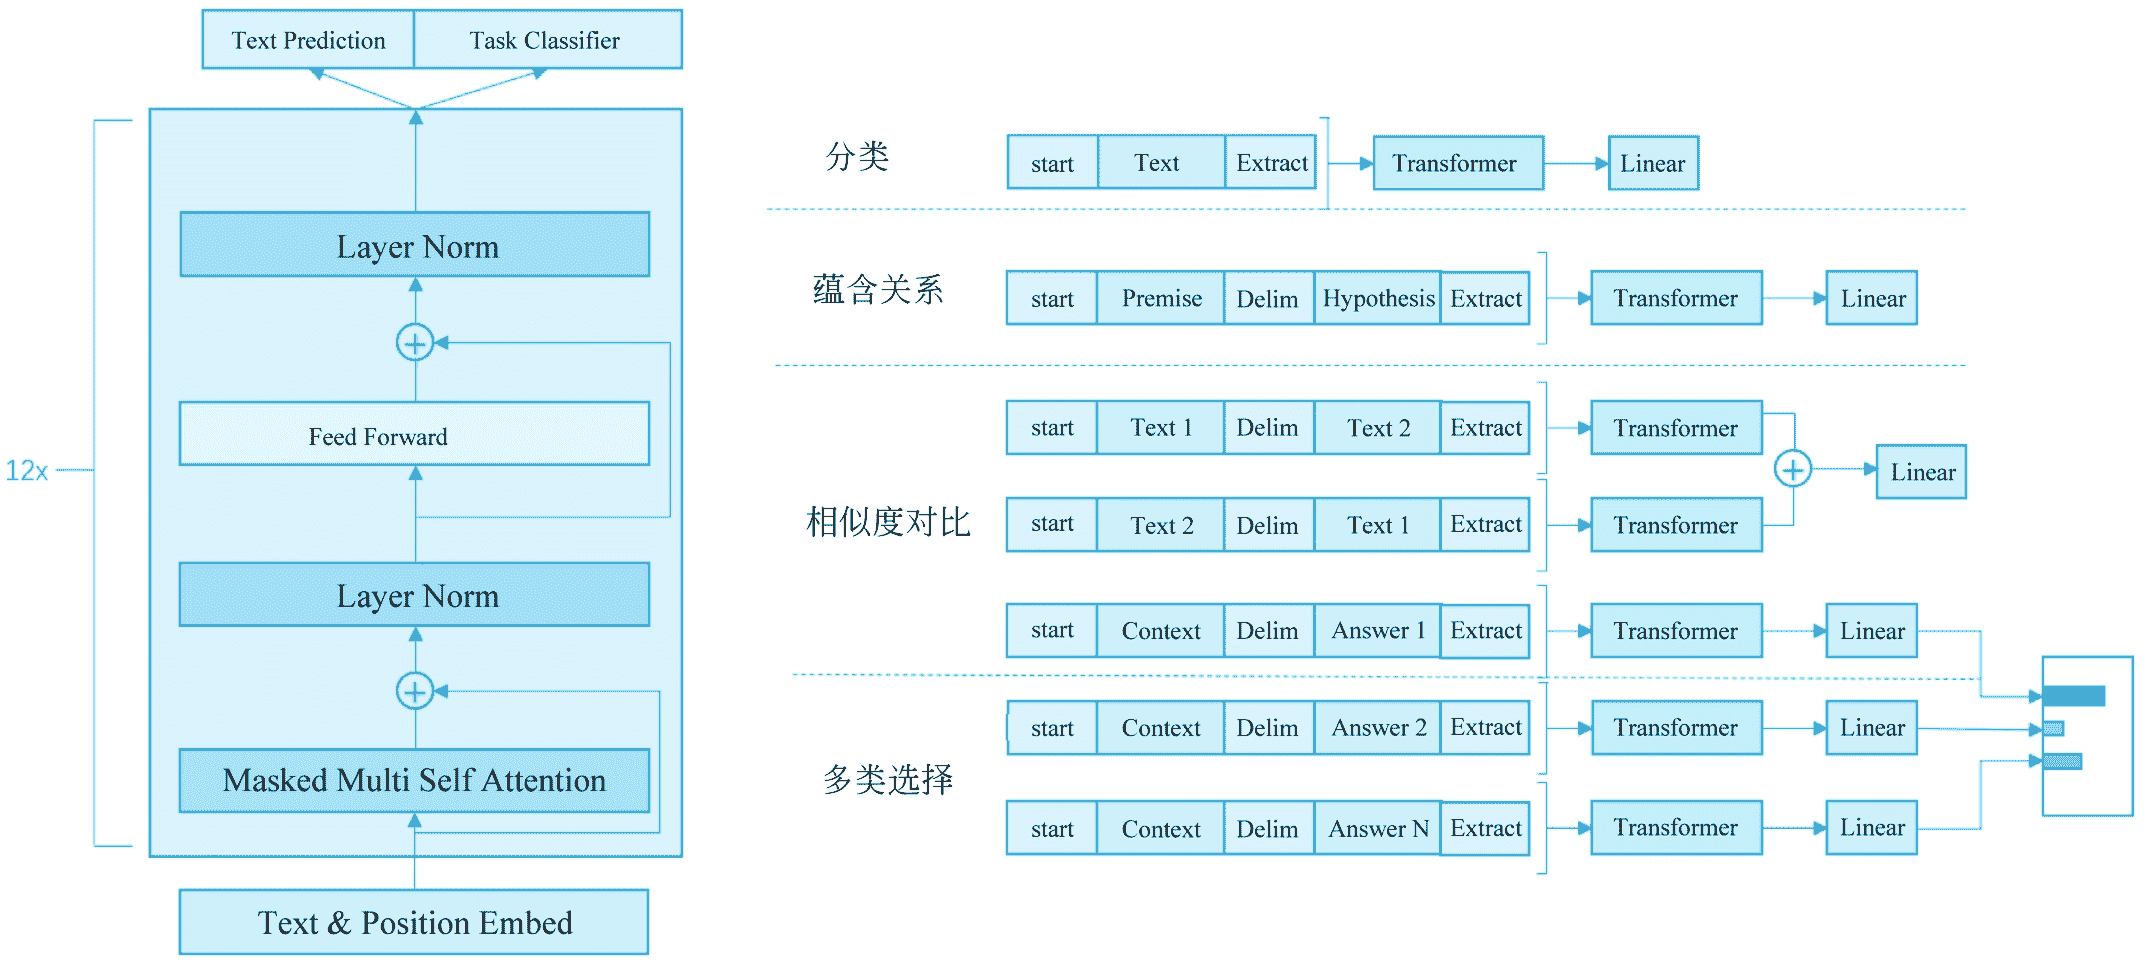 Text Prediction Task Classifier
12x
Layer Norm
Feed Forward
Layer Norm
Masked Multi Self Attention
Text & Position Embed
分类 start Text Extract Transformer Linear
蕴含关系 start Premise Delim Hypothesis Extract Transformer Linear
相似度对比
start Text 1 Delim Text 2 Extract Transformer
Linear
start Text 2 Delim Text 1 Extract Transformer
start Context Delim Answer 1 Extract Transformer Linear
多类选择
start Context Delim Answer 2 Extract Transformer Linear
start Context Delim Answer N Extract Transformer Linear